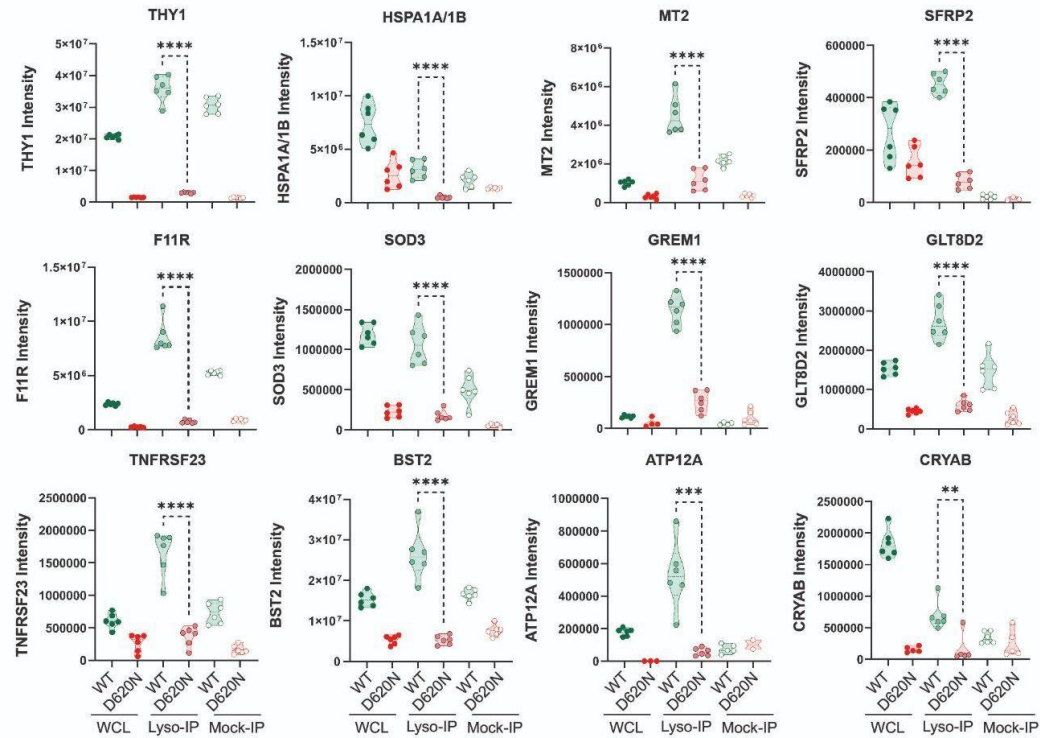 THY1
HSPA1A/1B
MT2
SFRP2
THY1 Intensity
5×10⁷
4×10⁷
3×10⁷
2×10⁷
1×10⁷
0
****
HSPA1A/1B Intensity
1.5×10⁷
1×10⁷
5×10⁶
0
****
MT2 Intensity
8×10⁶
6×10⁶
4×10⁶
2×10⁶
0
****
SFRP2 Intensity
600000
400000
200000
0
****
F11R
SOD3
GREM1
GLT8D2
F11R Intensity
1.5×10⁷
1×10⁷
5×10⁶
0
****
SOD3 Intensity
2000000
1500000
1000000
500000
0
****
GREM1 Intensity
1500000
1000000
500000
0
****
GLT8D2 Intensity
4000000
3000000
2000000
1000000
0
****
TNFRSF23
BST2
ATP12A
CRYAB
TNFRSF23 Intensity
2500000
2000000
1500000
1000000
500000
0
****
BST2 Intensity
4×10⁷
3×10⁷
2×10⁷
1×10⁷
0
****
ATP12A Intensity
1000000
800000
600000
400000
200000
0
***
CRYAB Intensity
2500000
2000000
1500000
1000000
500000
0
**
WT D620N WT D620N WT D620N
WCL Lyso-IP Mock-IP
WT D620N WT D620N WT D620N
WCL Lyso-IP Mock-IP
WT D620N WT D620N WT D620N
WCL Lyso-IP Mock-IP
WT D620N WT D620N WT D620N
WCL Lyso-IP Mock-IP